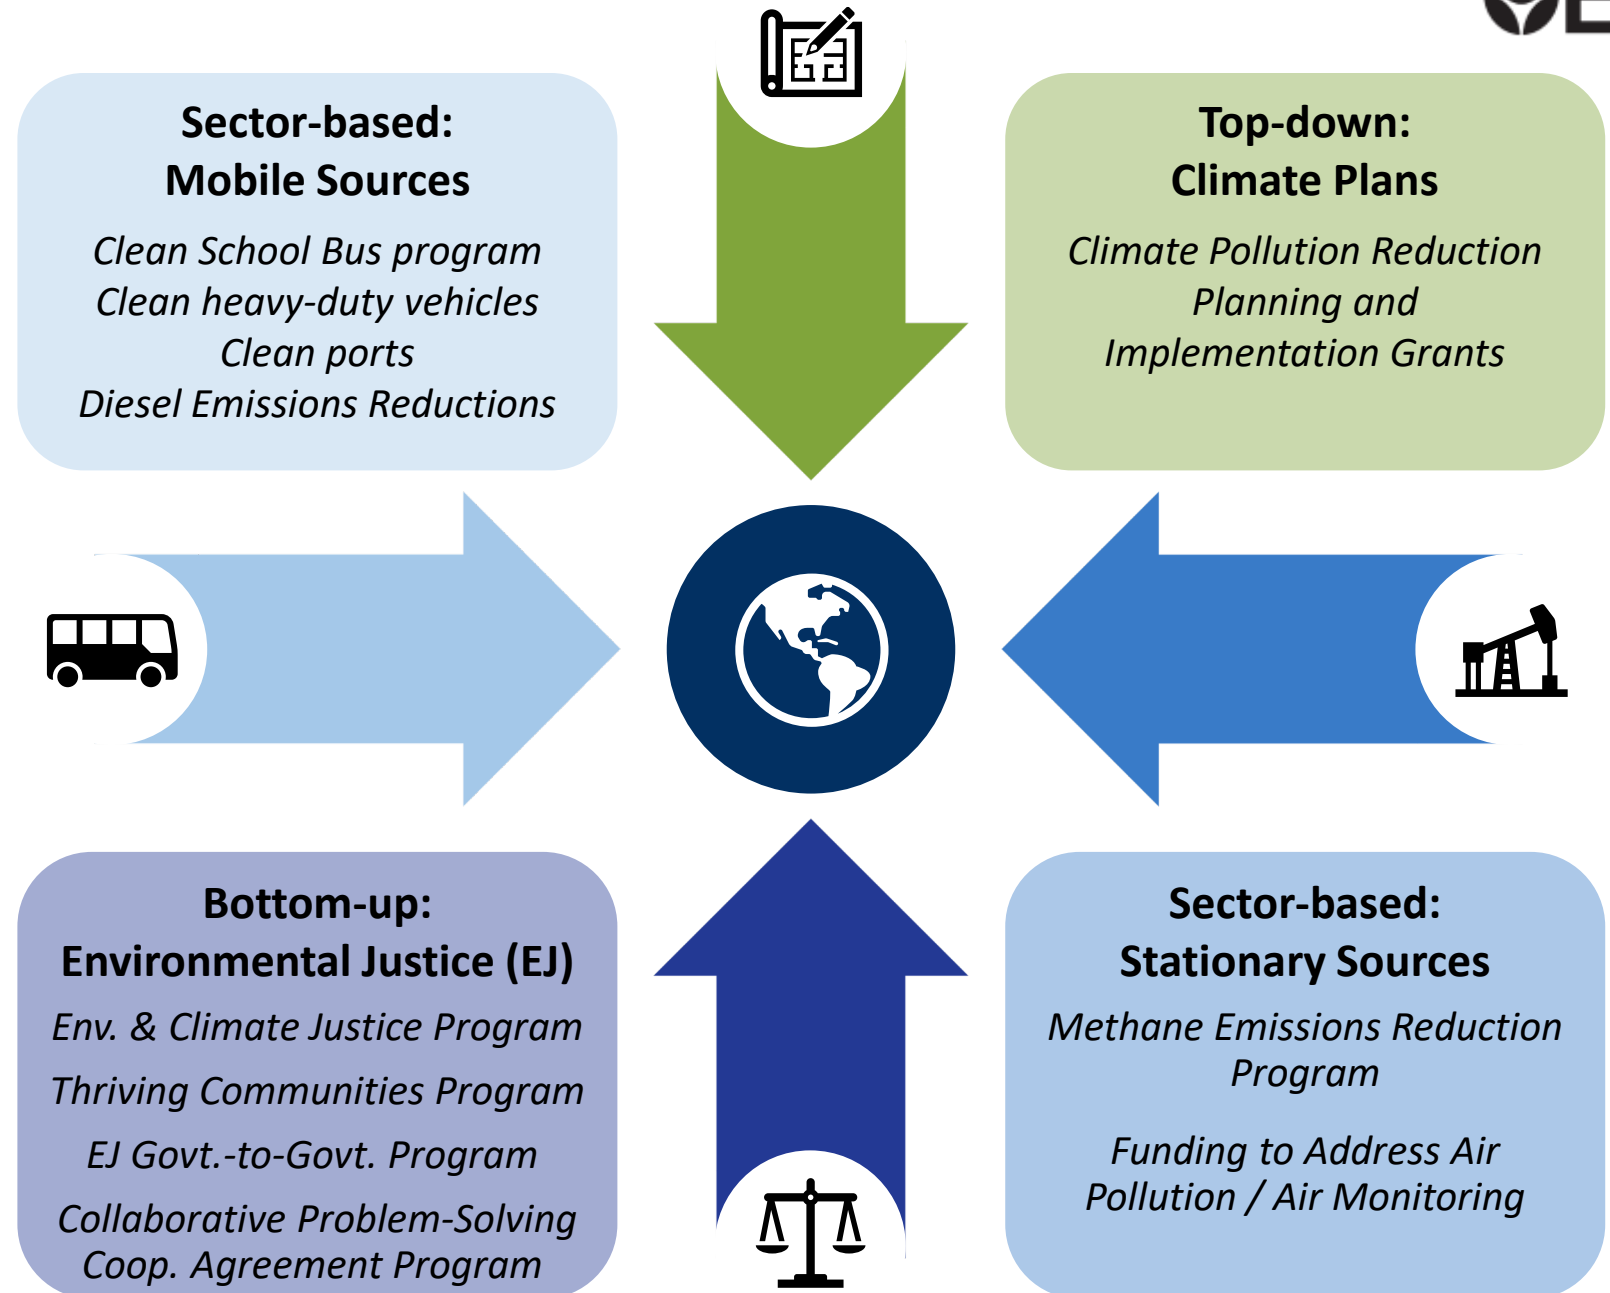 Sector-based:
Mobile Sources
Clean School Bus program
Clean heavy-duty vehicles
Clean ports
Diesel Emissions Reductions
Top-down:
Climate Plans
Climate Pollution Reduction
Planning and
Implementation Grants
Bottom-up:
Environmental Justice (EJ)
Env. & Climate Justice Program
Thriving Communities Program
EJ Govt.-to-Govt. Program
Collaborative Problem-Solving
Coop. Agreement Program
Sector-based:
Stationary Sources
Methane Emissions Reduction
Program
Funding to Address Air
Pollution / Air Monitoring